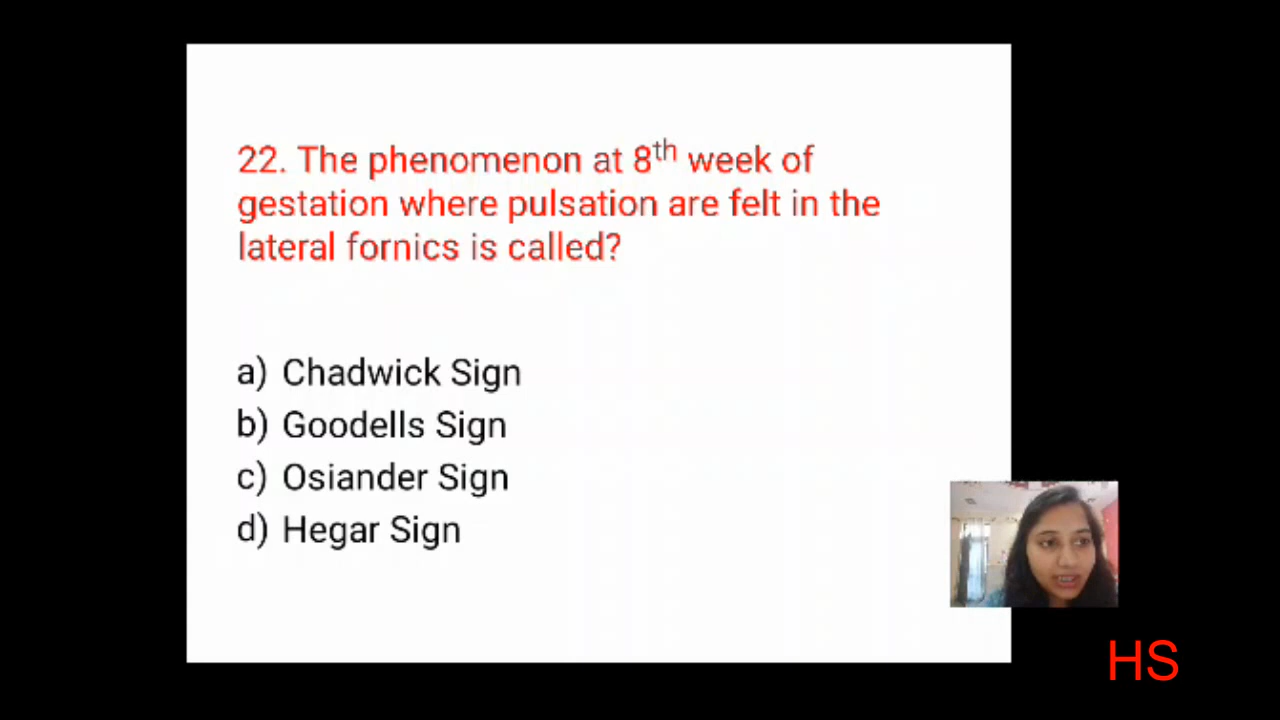 22. The phenomenon at 8th week of
gestation where pulsation are felt in the
lateral fornics is called?
a) Chadwick Sign
b) Goodells Sign
c) Osiander Sign
d) Hegar Sign
HS